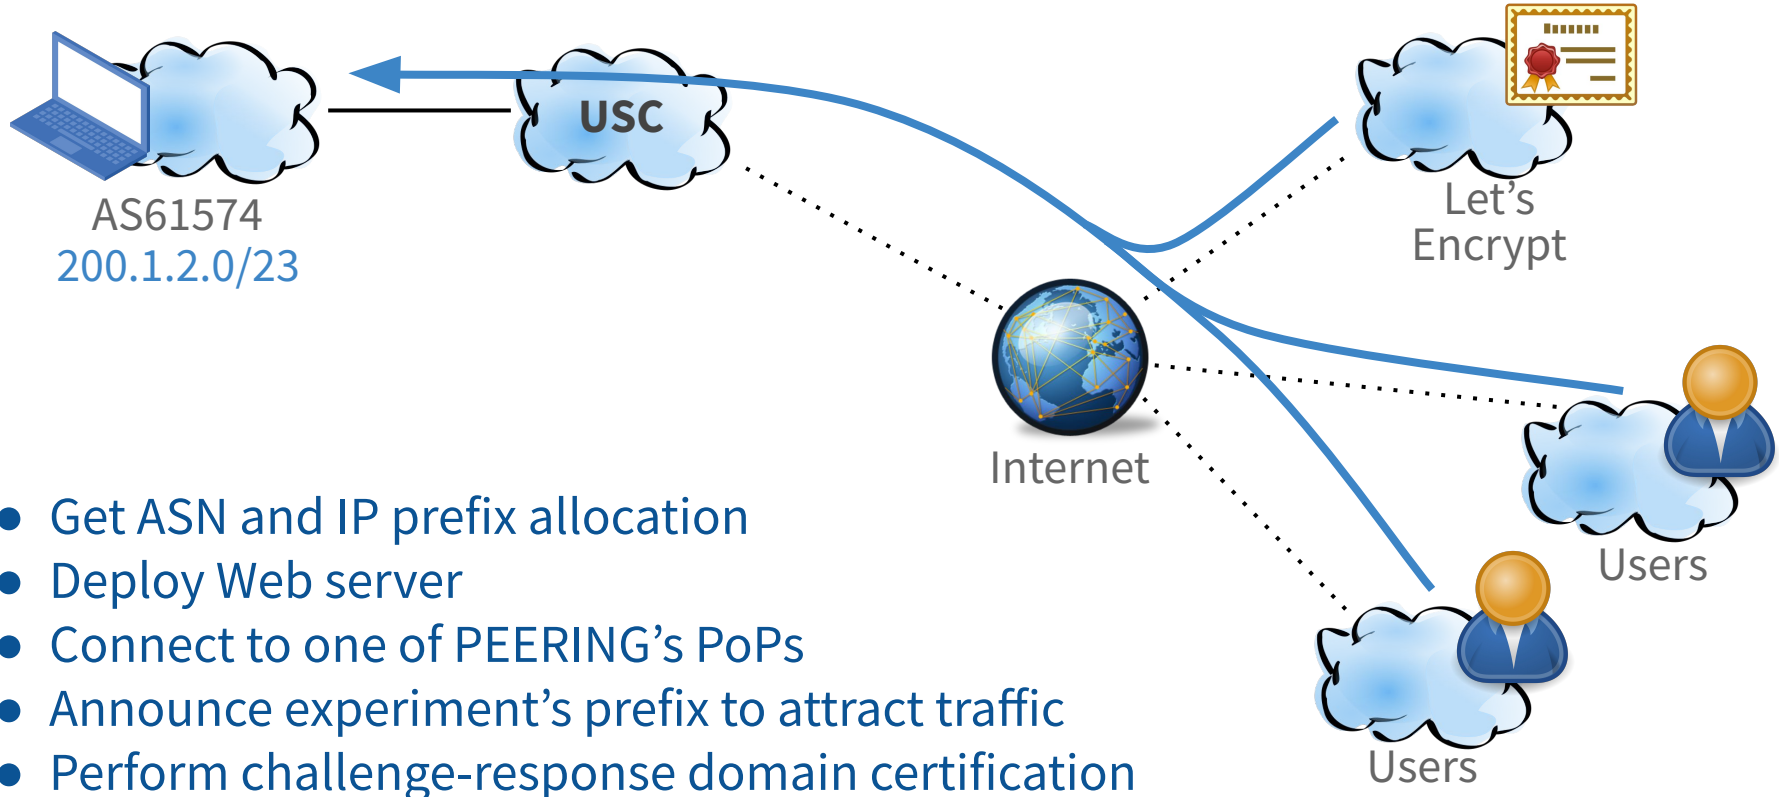 USC
AS61574
200.1.2.0/23
Let's
Encrypt
Internet
Users
Users
● Get ASN and IP prefix allocation
● Deploy Web server
● Connect to one of PEERING’s PoPs
● Announce experiment’s prefix to attract traffic
● Perform challenge-response domain certification